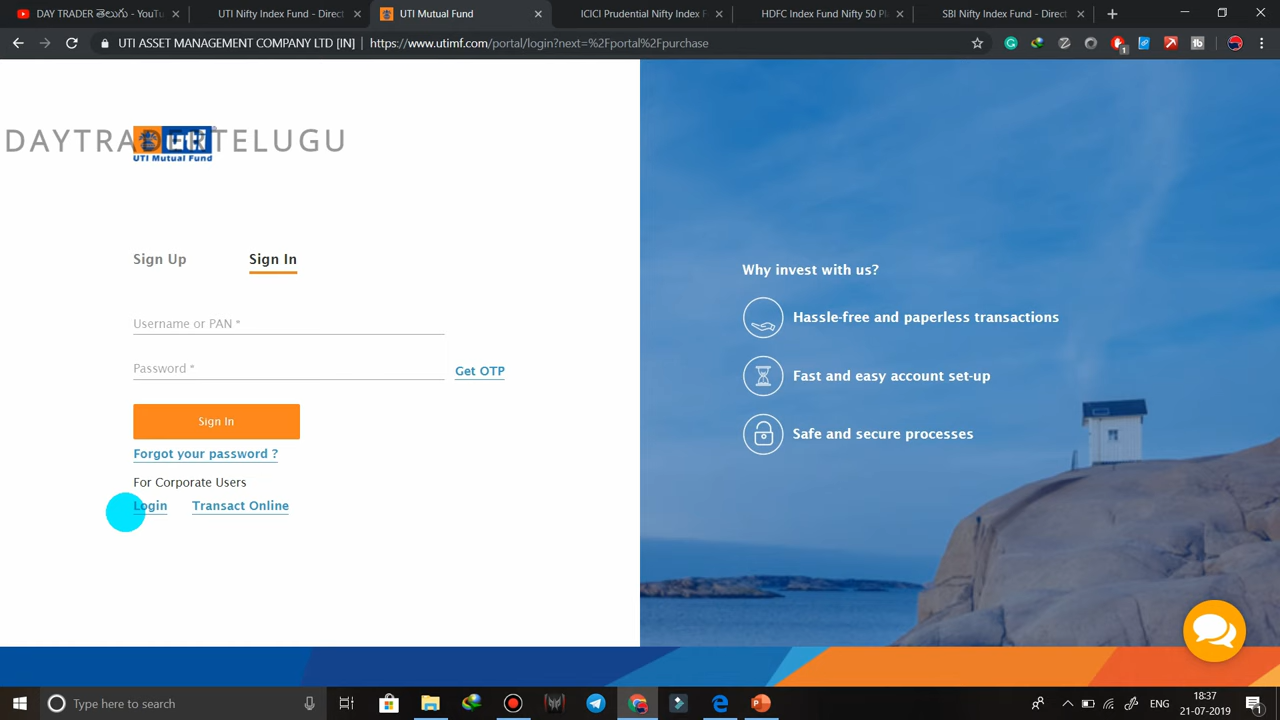 DAY TRADER తెలుగు - YouTu
UTI Nifty Index Fund - Direct
UTI Mutual Fund
ICICI Prudential Nifty Index F
HDFC Index Fund Nifty 50 Pl
SBI Nifty Index Fund - Direct
UTI ASSET MANAGEMENT COMPANY LTD [IN] | https://www.utimf.com/portal/login?next=%2Fportal%2Fpurchase
DAYTRADERTELUGU
uti
UTI Mutual Fund
Sign Up
Sign In
Username or PAN *
Password *
Get OTP
Sign In
Forgot your password ?
For Corporate Users
Login
Transact Online
Why invest with us?
Hassle-free and paperless transactions
Fast and easy account set-up
Safe and secure processes
Type here to search
ENG
18:37
21-07-2019